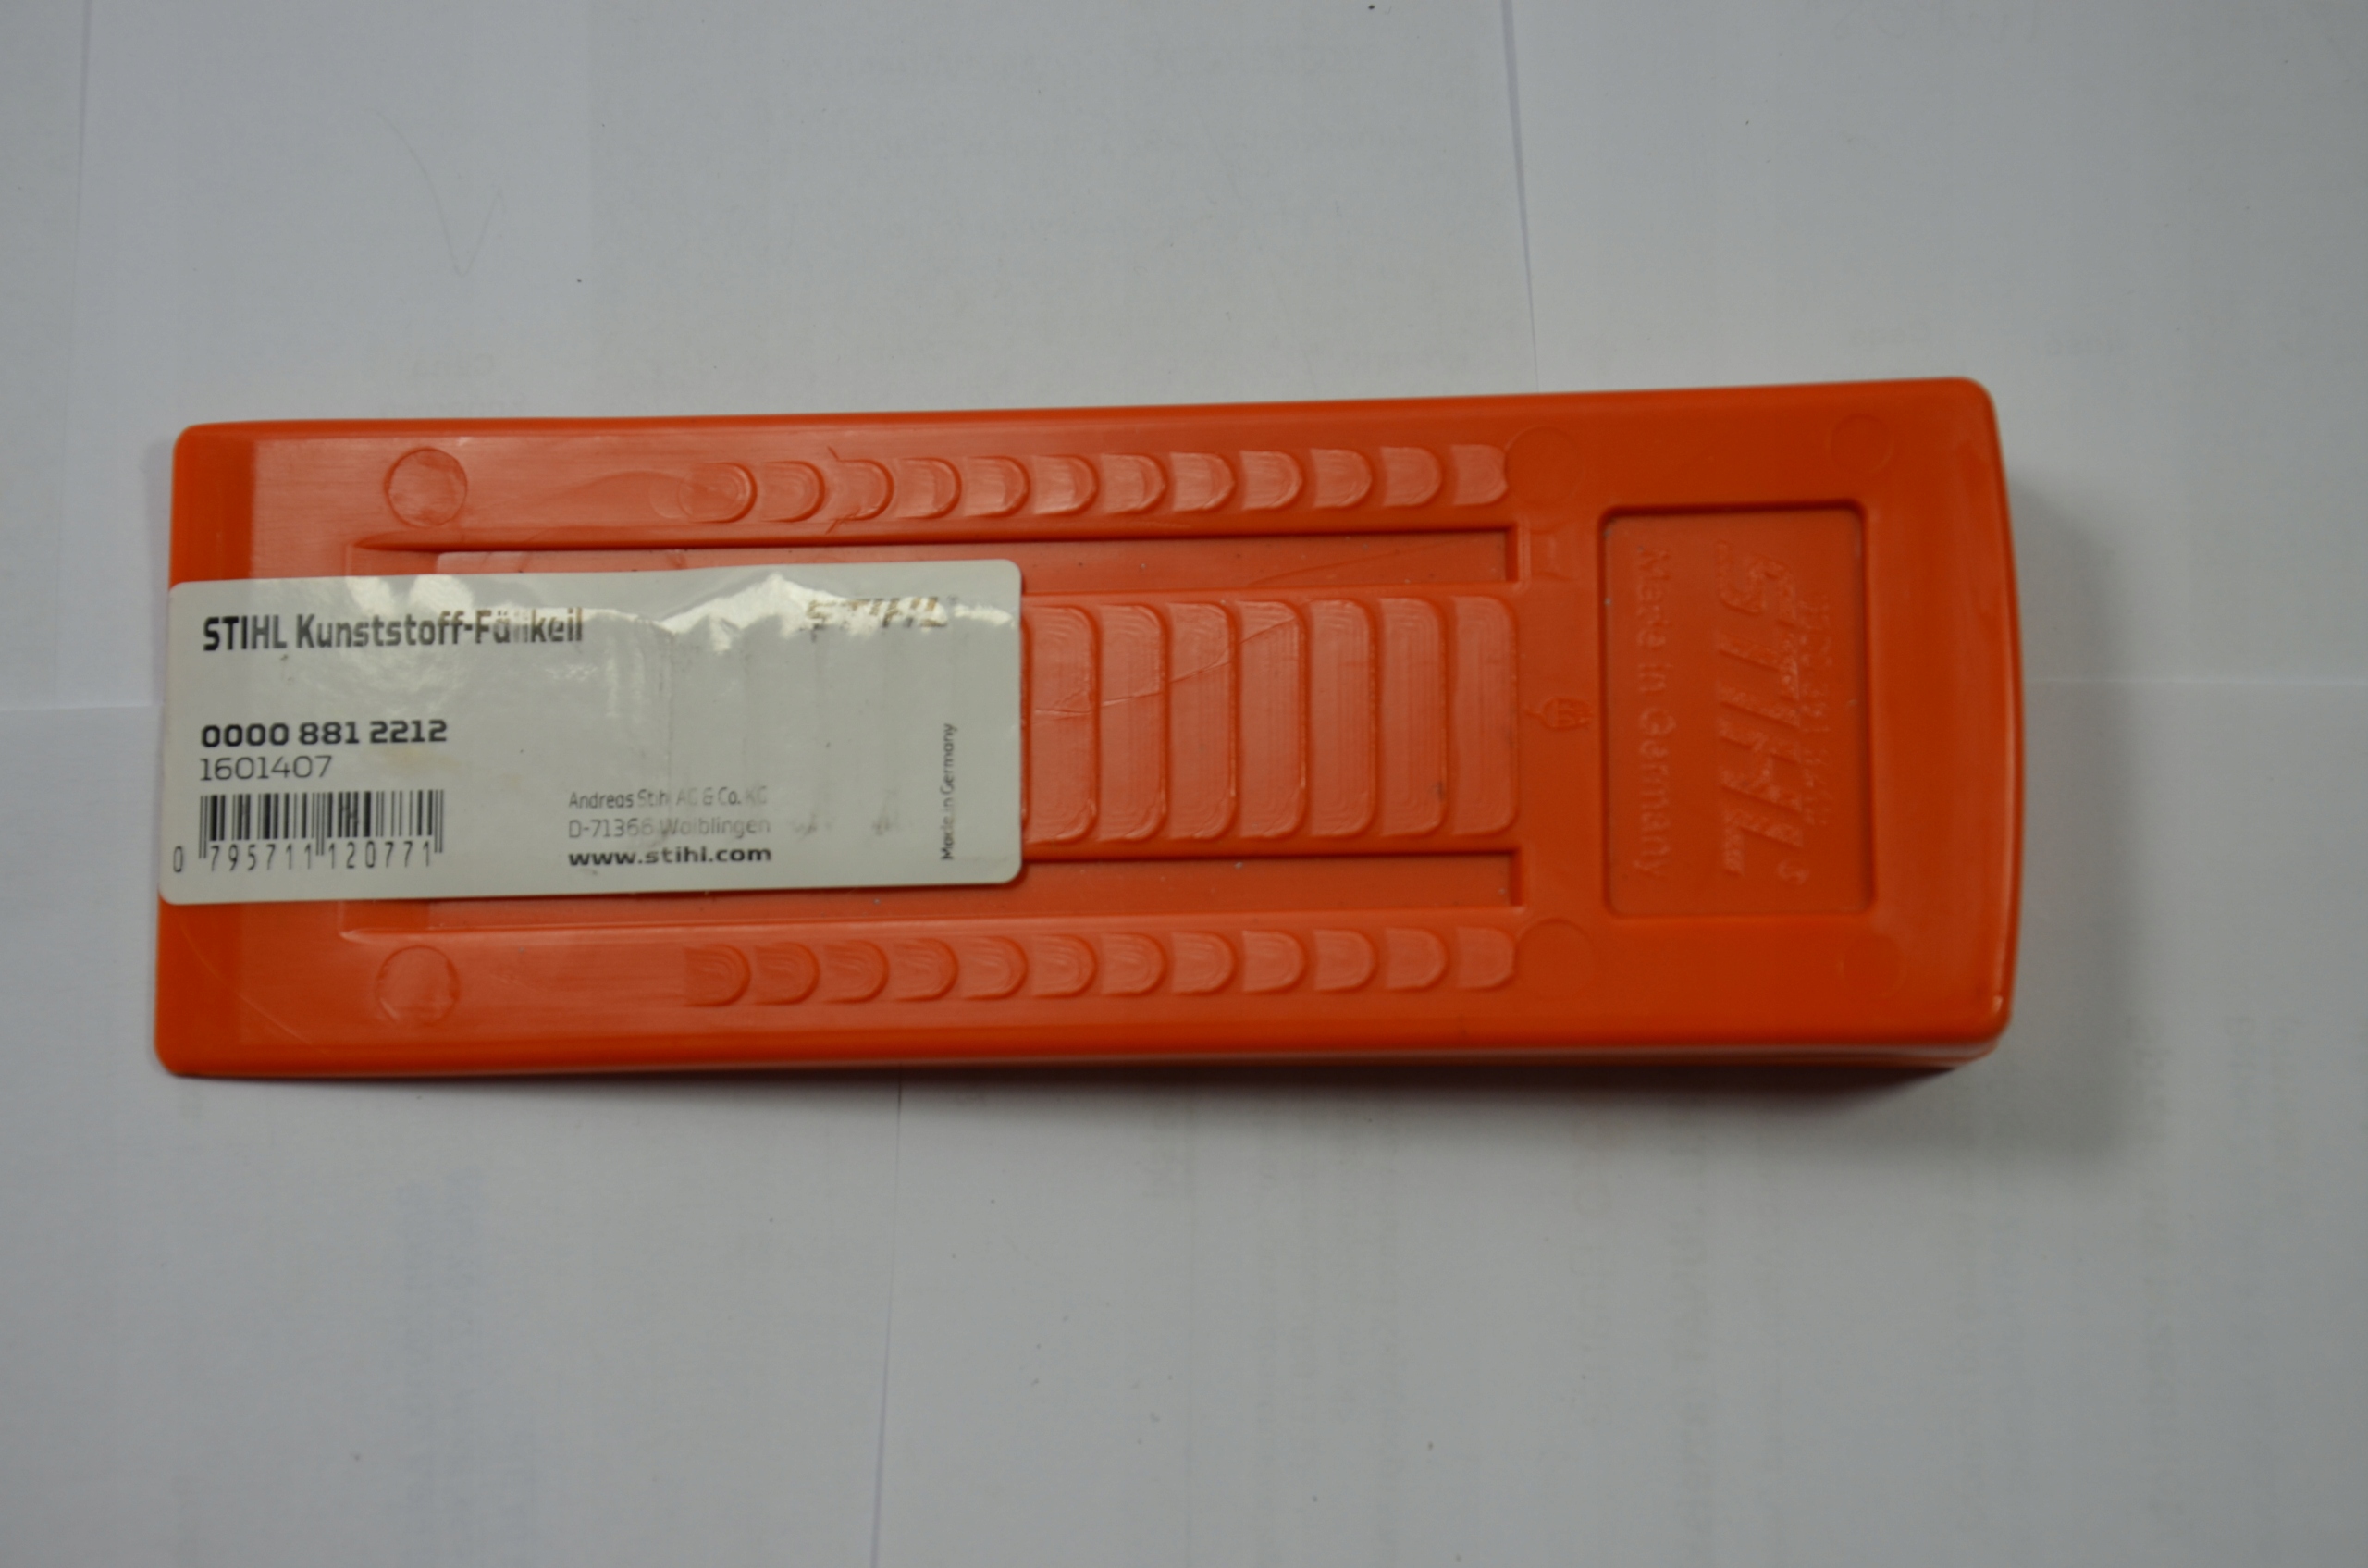 STIHL Kunststoff-Fällkeil
STIHL
0000 881 2212
1601407
0 795711 120771
Andreas Stihl AG & Co. KG
D-71366 Waiblingen
www.stihl.com
Made in Germany
STIHL®
Made in Germany